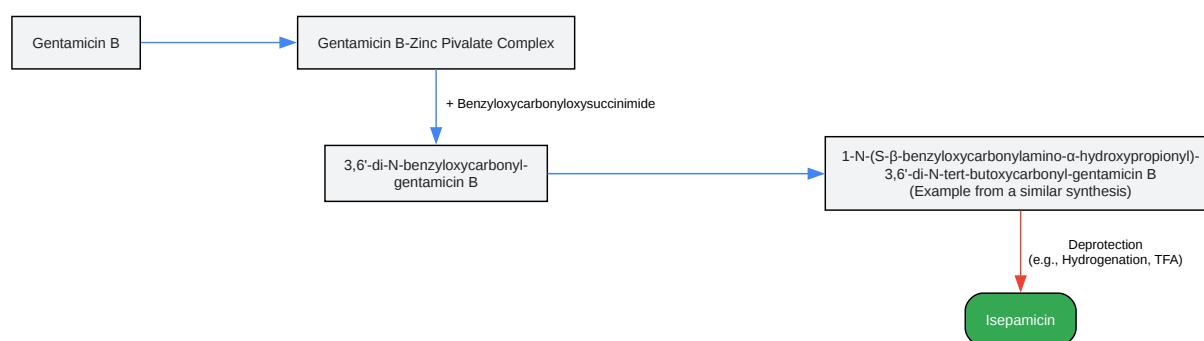 Gentamicin B
Gentamicin B-Zinc Pivalate Complex
+ Benzyloxycarbonyloxysuccinimide
3,6'-di-N-benzyloxycarbonyl-
gentamicin B
1-N-(S-β-benzyloxycarbonylamino-α-hydroxypropionyl)-
3,6'-di-N-tert-butoxycarbonyl-gentamicin B
(Example from a similar synthesis)
Deprotection
(e.g., Hydrogenation, TFA)
Isepamicin